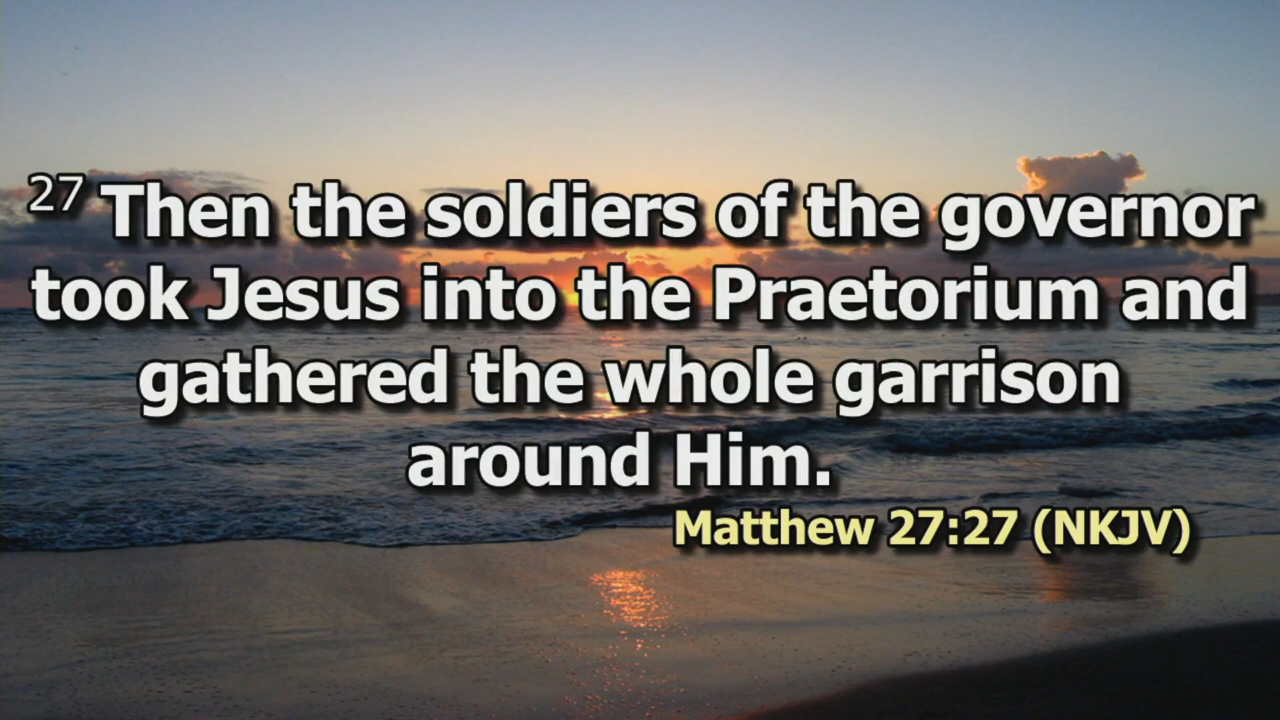 27 Then the soldiers of the governor
took Jesus into the Praetorium and
gathered the whole garrison
around Him.
Matthew 27:27 (NKJV)